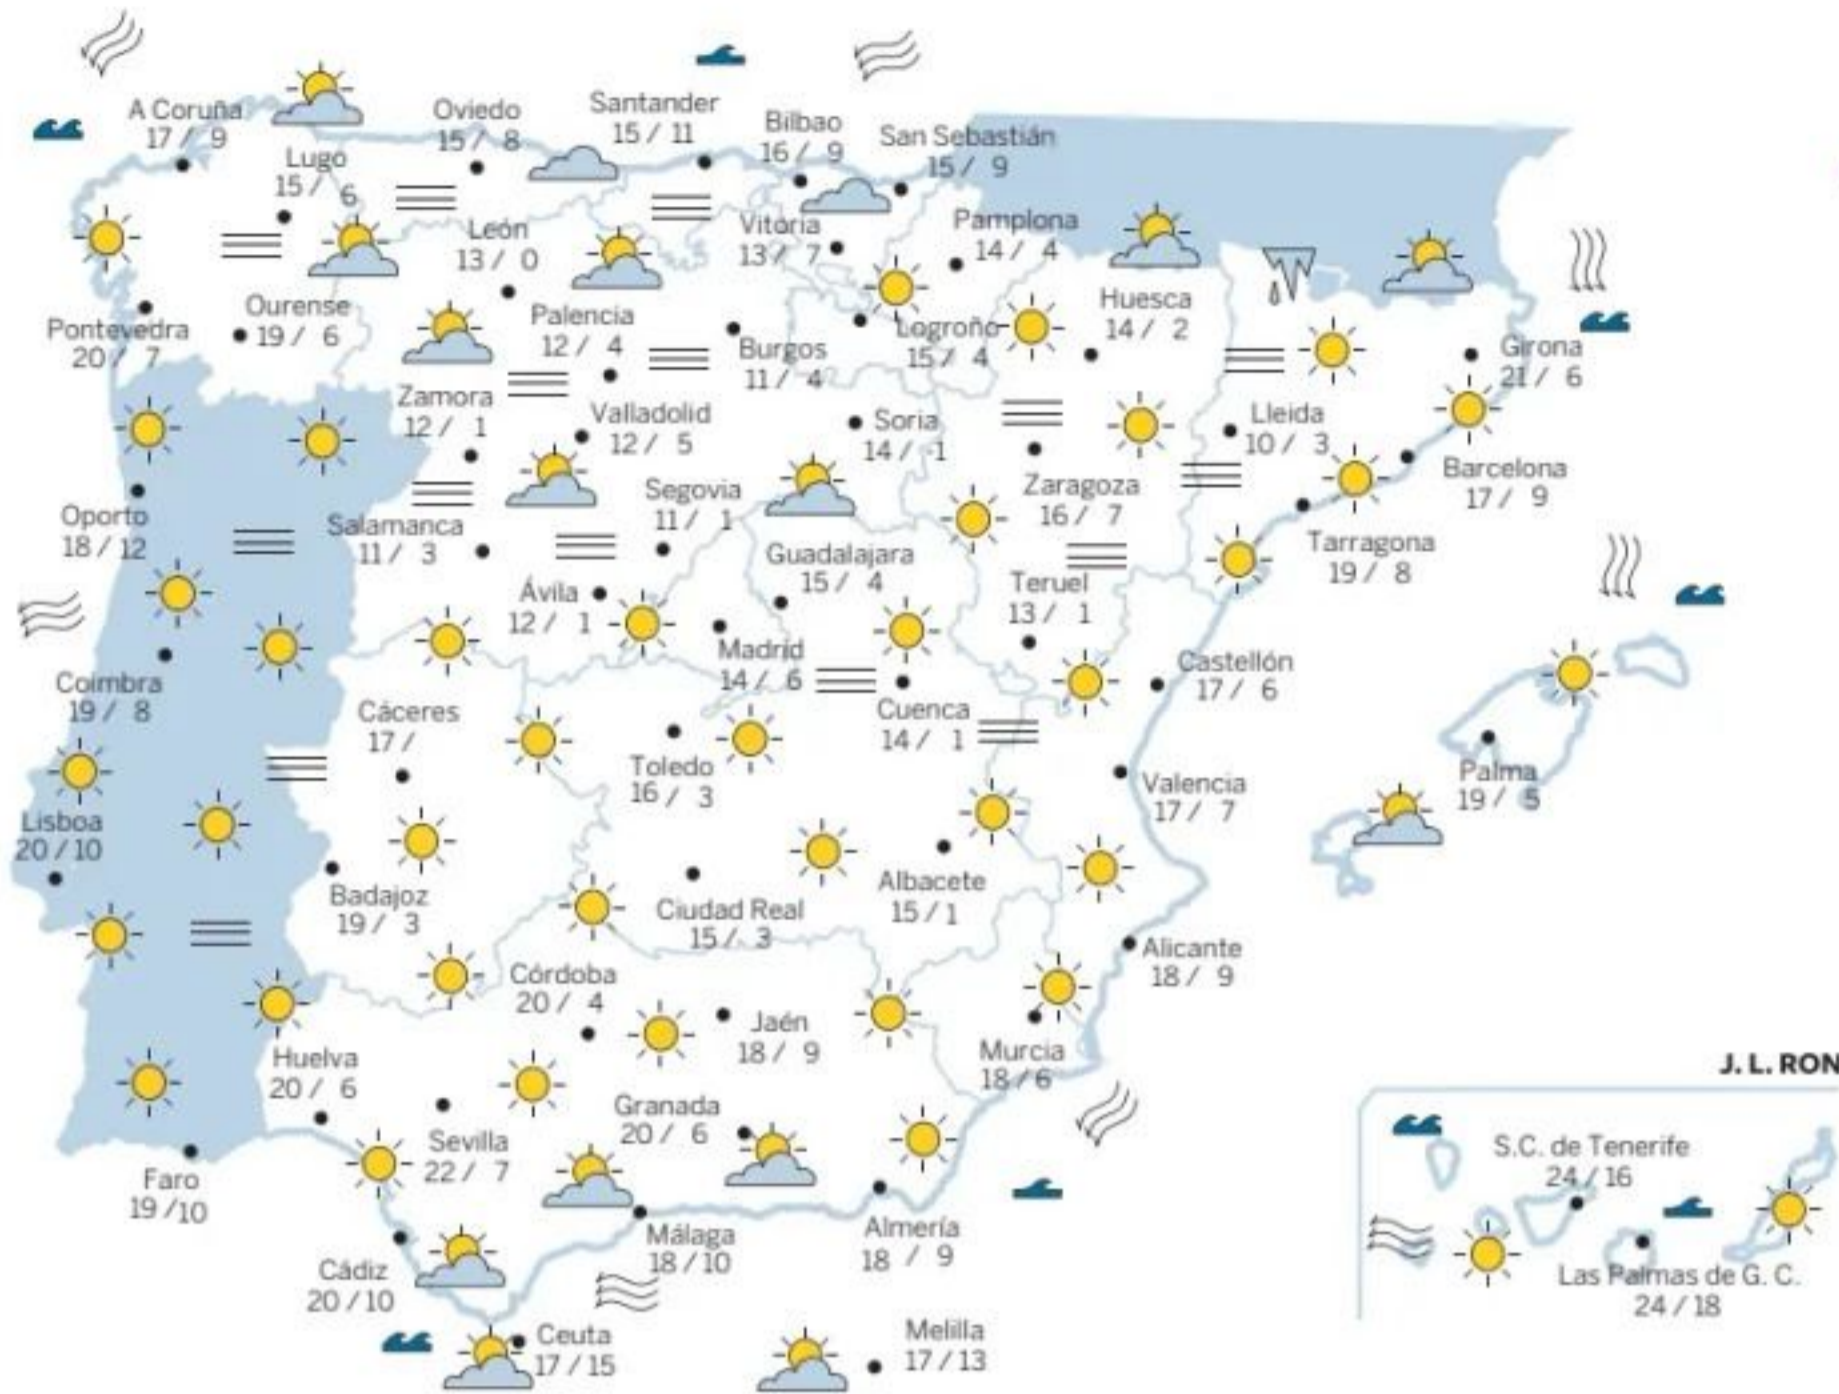 A Coruña
17 / 9
Oviedo
15 / 8
Santander
15 / 11
Bilbao
16 / 9
San Sebastián
15 / 9
Lugo
15 / 6
León
13 / 0
Vitoria
13 / 7
Pamplona
14 / 4
Pontevedra
20 / 7
Ourense
19 / 6
Palencia
12 / 4
Burgos
11 / 4
Logroño
15 / 4
Huesca
14 / 2
Girona
21 / 6
Zamora
12 / 1
Valladolid
12 / 5
Soria
14 / -1
Lleida
10 / 3
Barcelona
17 / 9
Oporto
18 / 12
Salamanca
11 / 3
Segovia
11 / 1
Zaragoza
16 / 7
Tarragona
19 / 8
Ávila
12 / 1
Guadalajara
15 / 4
Teruel
13 / 1
Coimbra
19 / 8
Madrid
14 / 6
Castellón
17 / 6
Cáceres
17 /
Cuenca
14 / 1
Toledo
16 / 3
Valencia
17 / 7
Palma
19 / 5
Lisboa
20 / 10
Badajoz
19 / 3
Ciudad Real
15 / 3
Albacete
15 / 1
Alicante
18 / 9
Córdoba
20 / 4
Jaén
18 / 9
Murcia
18 / 6
Huelva
20 / 6
J. L. RON
Sevilla
22 / 7
Granada
20 / 6
Faro
19 / 10
S.C. de Tenerife
24 / 16
Málaga
18 / 10
Almería
18 / 9
Cádiz
20 / 10
Las Palmas de G. C.
24 / 18
Ceuta
17 / 15
Melilla
17 / 13